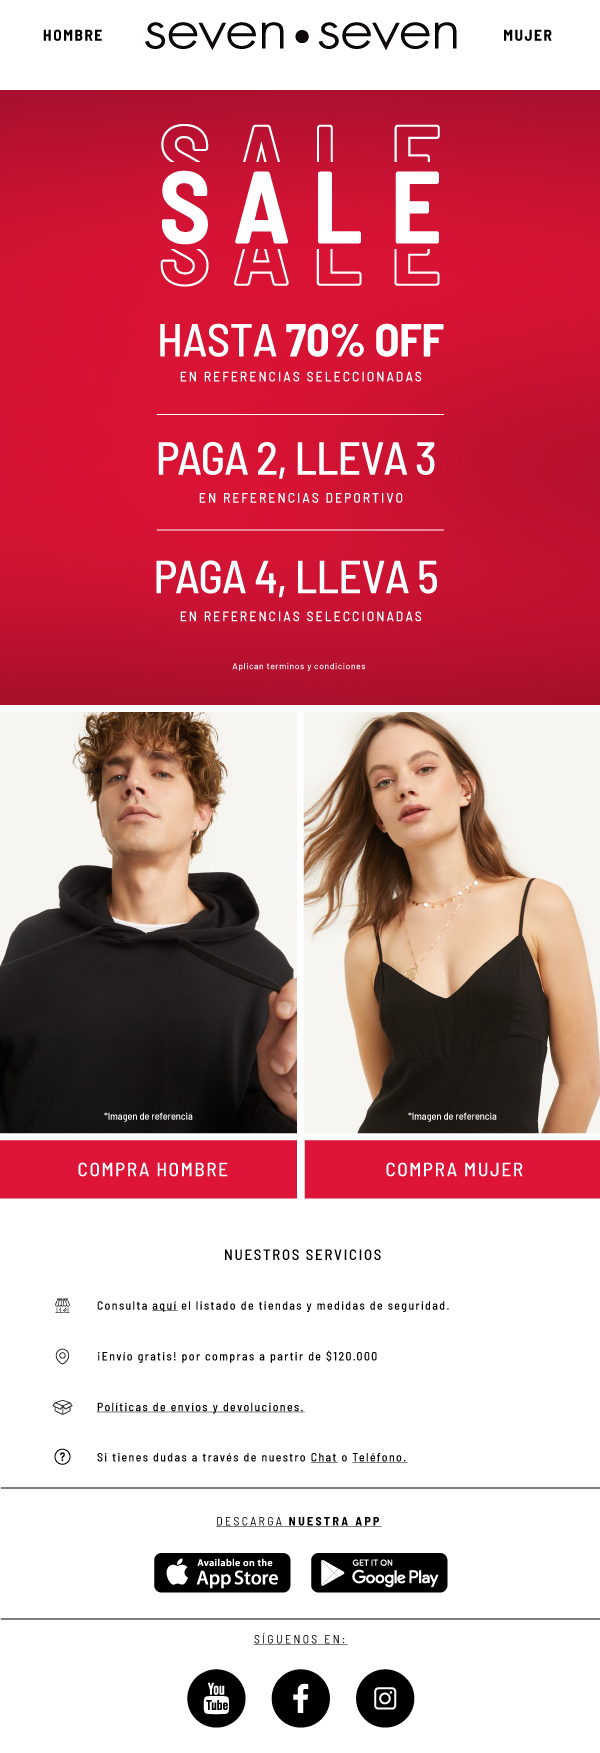 HOMBRE
seven•seven
MUJER
SALE
SALE
SALE
HASTA 70% OFF
EN REFERENCIAS SELECCIONADAS
PAGA 2, LLEVA 3
EN REFERENCIAS DEPORTIVO
PAGA 4, LLEVA 5
EN REFERENCIAS SELECCIONADAS
Aplican terminos y condiciones
*Imagen de referencia
*Imagen de referencia
COMPRA HOMBRE
COMPRA MUJER
NUESTROS SERVICIOS
Consulta aquí el listado de tiendas y medidas de seguridad.
¡Envío gratis! por compras a partir de $120.000
Políticas de envíos y devoluciones.
?
Si tienes dudas a través de nuestro Chat o Teléfono.
DESCARGA NUESTRA APP
Available on the
App Store
GET IT ON
Google Play
SÍGUENOS EN:
You
Tube
f